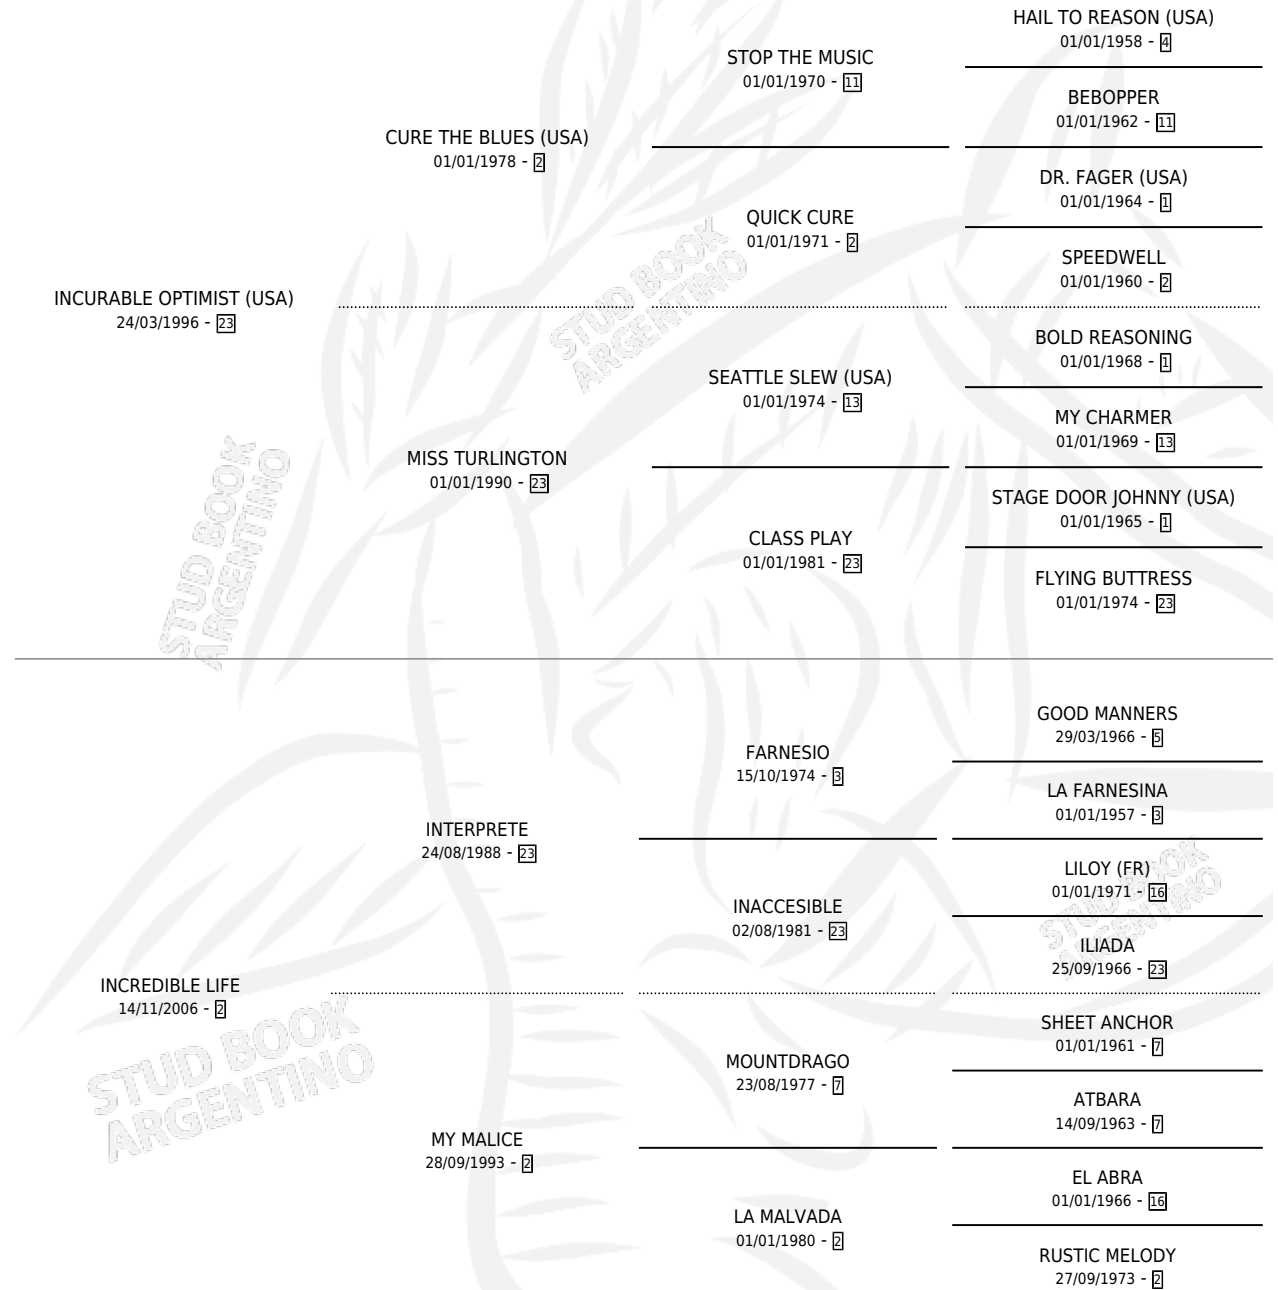 HAIL TO REASON (USA)
01/01/1958 - 4
STOP THE MUSIC
01/01/1970 - 11
BEBOPPER
01/01/1962 - 11
CURE THE BLUES (USA)
01/01/1978 - 2
DR. FAGER (USA)
01/01/1964 - 1
QUICK CURE
01/01/1971 - 2
SPEEDWELL
01/01/1960 - 2
INCURABLE OPTIMIST (USA)
24/03/1996 - 23
BOLD REASONING
01/01/1968 - 1
SEATTLE SLEW (USA)
01/01/1974 - 13
MY CHARMER
01/01/1969 - 13
MISS TURLINGTON
01/01/1990 - 23
STAGE DOOR JOHNNY (USA)
01/01/1965 - 1
CLASS PLAY
01/01/1981 - 23
FLYING BUTTRESS
01/01/1974 - 23
GOOD MANNERS
29/03/1966 - 5
FARNESIO
15/10/1974 - 3
LA FARNESINA
01/01/1957 - 3
INTERPRETE
24/08/1988 - 23
LILOY (FR)
01/01/1971 - 16
INACCESIBLE
02/08/1981 - 23
ILIADA
25/09/1966 - 23
INCREDIBLE LIFE
14/11/2006 - 2
SHEET ANCHOR
01/01/1961 - 7
MOUNTDRAGO
23/08/1977 - 7
ATBARA
14/09/1963 - 7
MY MALICE
28/09/1993 - 2
EL ABRA
01/01/1966 - 16
LA MALVADA
01/01/1980 - 2
RUSTIC MELODY
27/09/1973 - 2
STUD BOOK
ARGENTINO
STUD BOOK
ARGENTINO
STUD BOOK
ARGENTINO
STUD BOOK
ARGENTINO